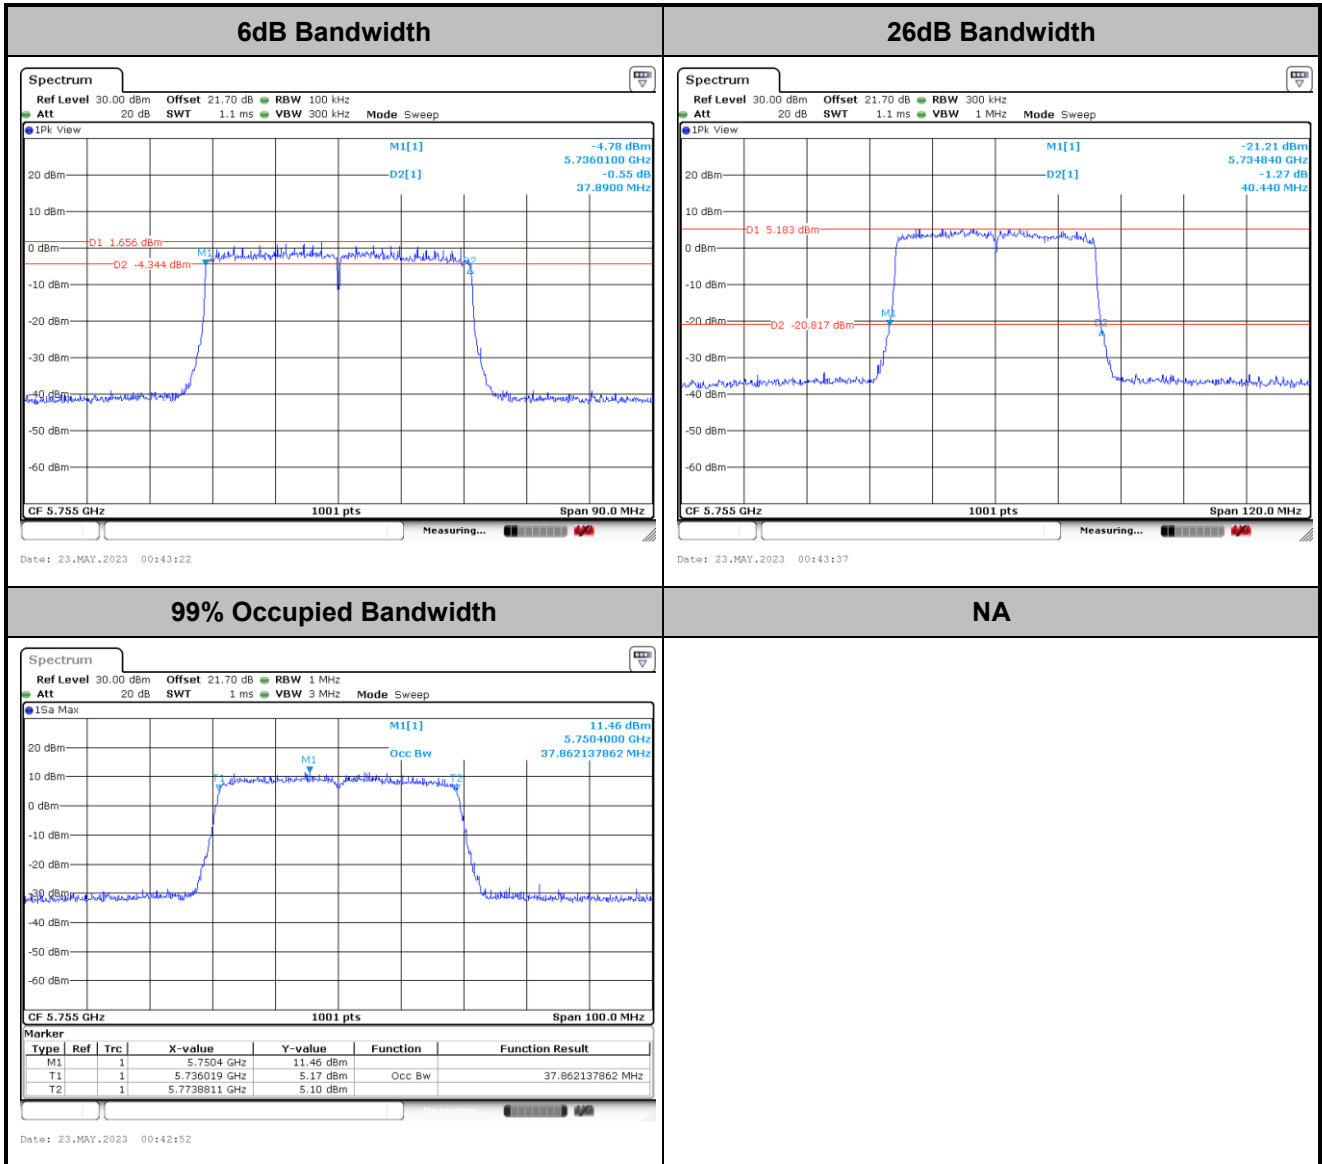 6dB Bandwidth
26dB Bandwidth
Spectrum
Ref Level 30.00 dBm Offset 21.70 dB RBW 100 kHz
Att 20 dB SWT 1.1 ms VBW 300 kHz Mode Sweep
1Pk View
M1[1] -4.78 dBm
5.7360100 GHz
D2[1] -0.55 dB
37.8900 MHz
20 dBm
10 dBm
D1 1.656 dBm
0 dBm
M1
D2
D2 -4.344 dBm
-10 dBm
-20 dBm
-30 dBm
-40 dBm
-50 dBm
-60 dBm
CF 5.755 GHz 1001 pts Span 90.0 MHz
Measuring...
Date: 23.MAY.2023 00:43:22
Spectrum
Ref Level 30.00 dBm Offset 21.70 dB RBW 300 kHz
Att 20 dB SWT 1.1 ms VBW 1 MHz Mode Sweep
1Pk View
M1[1] -21.21 dBm
5.734840 GHz
D2[1] -1.27 dB
40.440 MHz
20 dBm
10 dBm
D1 5.183 dBm
0 dBm
-10 dBm
M1
-20 dBm
D2 -20.817 dBm
D2
-30 dBm
-40 dBm
-50 dBm
-60 dBm
CF 5.755 GHz 1001 pts Span 120.0 MHz
Measuring...
Date: 23.MAY.2023 00:43:37
99% Occupied Bandwidth
NA
Spectrum
Ref Level 30.00 dBm Offset 21.70 dB RBW 1 MHz
Att 20 dB SWT 1 ms VBW 3 MHz Mode Sweep
1Sa Max
M1[1] 11.46 dBm
5.7504000 GHz
Occ Bw 37.862137862 MHz
20 dBm
M1
10 dBm
T1
T2
0 dBm
-10 dBm
-20 dBm
-30 dBm
-40 dBm
-50 dBm
-60 dBm
CF 5.755 GHz 1001 pts Span 100.0 MHz
Marker
Type Ref Trc X-value Y-value Function Function Result
M1 1 5.7504 GHz 11.46 dBm
T1 1 5.736019 GHz 5.17 dBm Occ Bw 37.862137862 MHz
T2 1 5.7738811 GHz 5.10 dBm
Measuring...
Date: 23.MAY.2023 00:42:52